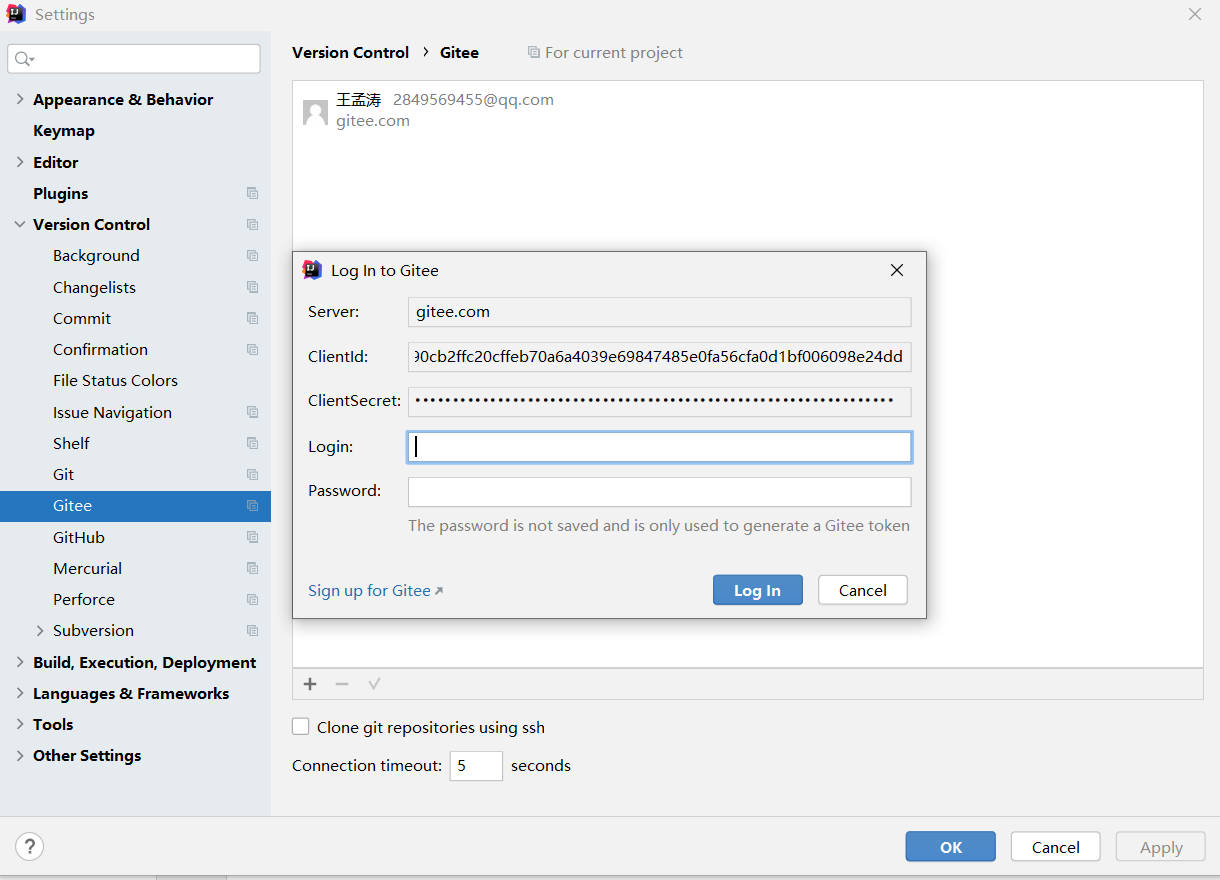 Settings
Version Control › Gitee For current project
Appearance & Behavior
Keymap
Editor
Plugins
Version Control
Background
Changelists
Commit
Confirmation
File Status Colors
Issue Navigation
Shelf
Git
Gitee
GitHub
Mercurial
Perforce
Subversion
Build, Execution, Deployment
Languages & Frameworks
Tools
Other Settings
王孟涛 2849569455@qq.com
gitee.com
Log In to Gitee
Server: gitee.com
ClientId: 90cb2ffc20cffeb70a6a4039e69847485e0fa56cfa0d1bf006098e24dd
ClientSecret: ••••••••••••••••••••••••••••••••••••••••••••••••••••••••••••••••
Login:
Password:
The password is not saved and is only used to generate a Gitee token
Sign up for Gitee
Log In
Cancel
Clone git repositories using ssh
Connection timeout: 5 seconds
?
OK
Cancel
Apply